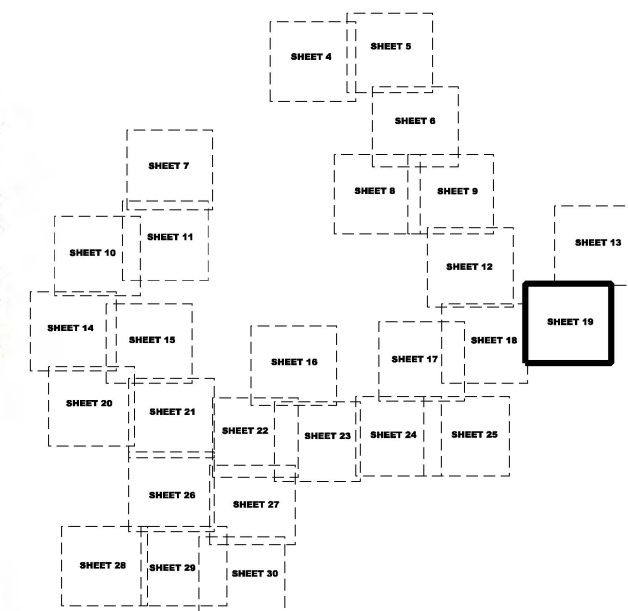 SHEET 4
SHEET 5
SHEET 6
SHEET 7
SHEET 8
SHEET 9
SHEET 11
SHEET 10
SHEET 13
SHEET 12
SHEET 19
SHEET 14
SHEET 15
SHEET 18
SHEET 16
SHEET 17
SHEET 20
SHEET 21
SHEET 22
SHEET 23
SHEET 24
SHEET 25
SHEET 26
SHEET 27
SHEET 28
SHEET 29
SHEET 30